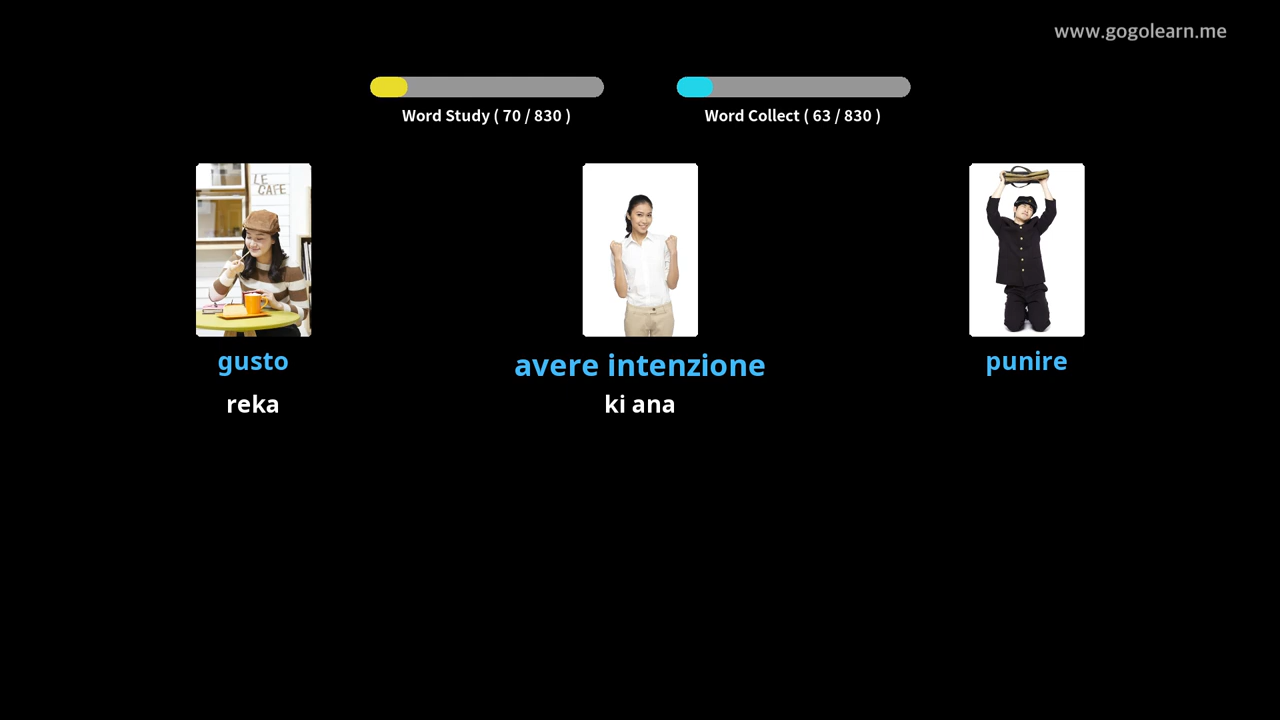 www.gogolearn.me
Word Study ( 70 / 830 )
Word Collect ( 63 / 830 )
LE
CAFE
gusto
avere intenzione
punire
reka
ki ana